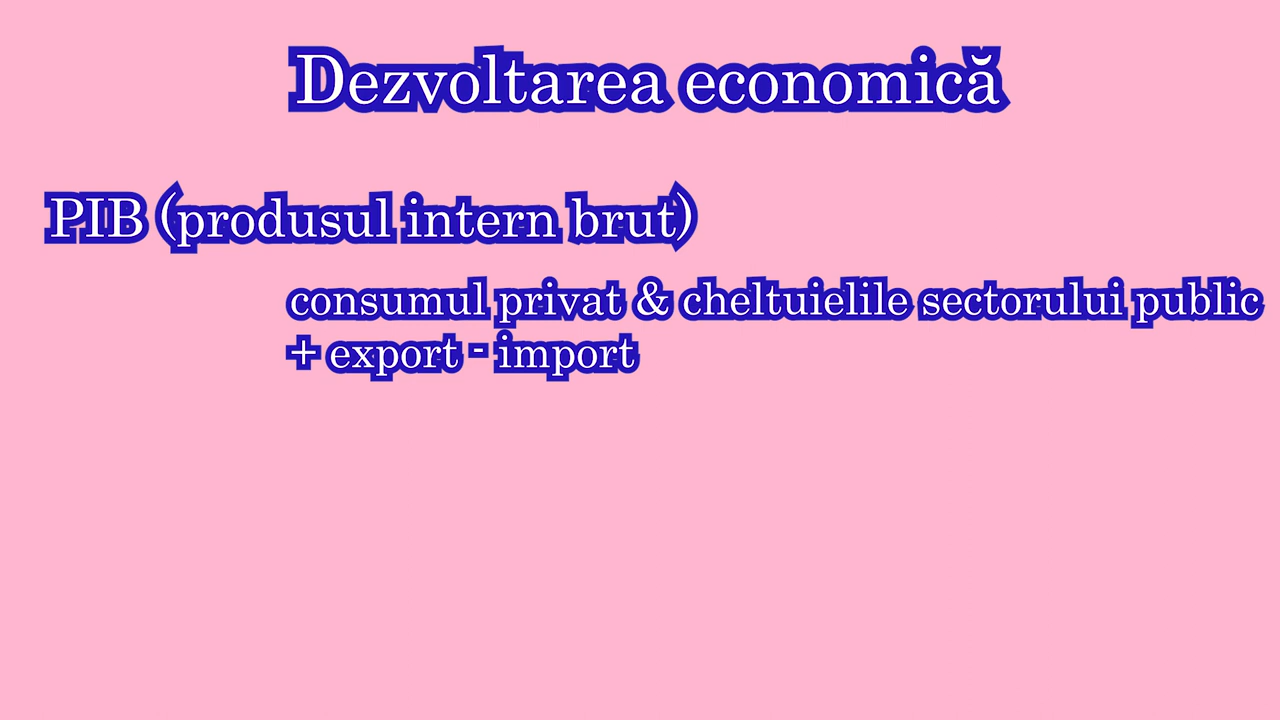 Dezvoltarea economică
PIB (produsul intern brut)
consumul privat & cheltuielile sectorului public
+ export - import